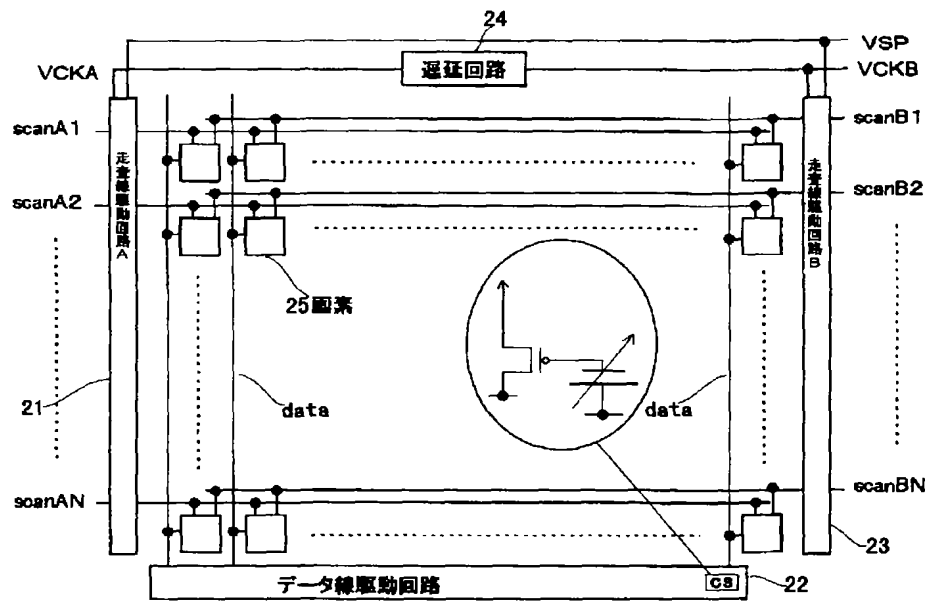 24
VSP
遅延回路
VCKA
VCKB
scanA1
scanB1
走査線駆動回路A
走査線駆動回路B
scanA2
scanB2
25画素
21
data
data
scanAN
scanBN
23
データ線駆動回路
CS
22